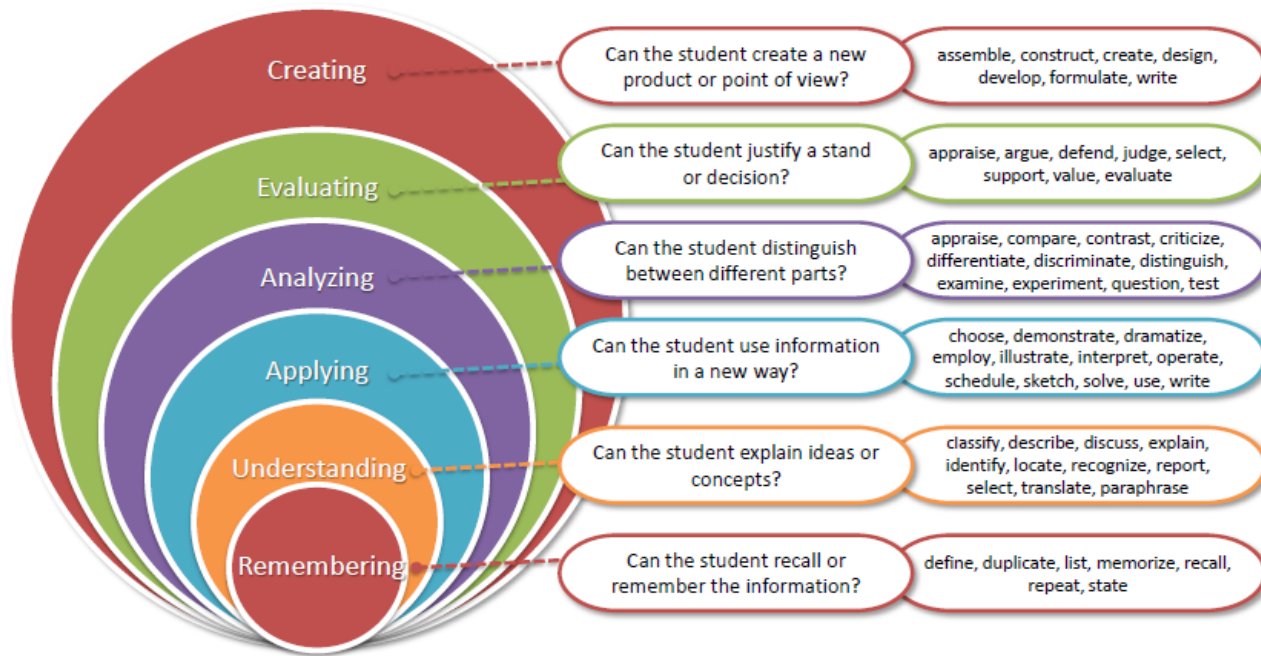 Creating
Can the student create a new
product or point of view?
assemble, construct, create, design,
develop, formulate, write
Evaluating
Can the student justify a stand
or decision?
appraise, argue, defend, judge, select,
support, value, evaluate
Analyzing
Can the student distinguish
between different parts?
appraise, compare, contrast, criticize,
differentiate, discriminate, distinguish,
examine, experiment, question, test
Applying
Can the student use information
in a new way?
choose, demonstrate, dramatize,
employ, illustrate, interpret, operate,
schedule, sketch, solve, use, write
Understanding
Can the student explain ideas or
concepts?
classify, describe, discuss, explain,
identify, locate, recognize, report,
select, translate, paraphrase
Remembering
Can the student recall or
remember the information?
define, duplicate, list, memorize, recall,
repeat, state